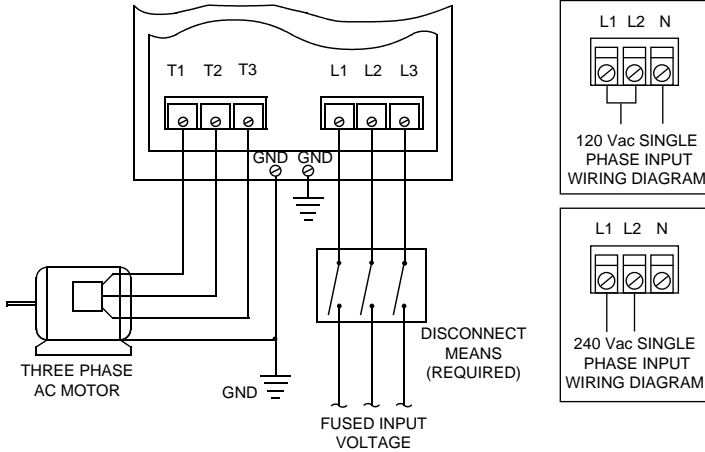 T1 T2 T3
L1 L2 L3
GND GND
THREE PHASE
AC MOTOR
GND
DISCONNECT
MEANS
(REQUIRED)
FUSED INPUT
VOLTAGE
L1 L2 N
120 Vac SINGLE
PHASE INPUT
WIRING DIAGRAM
L1 L2 N
240 Vac SINGLE
PHASE INPUT
WIRING DIAGRAM